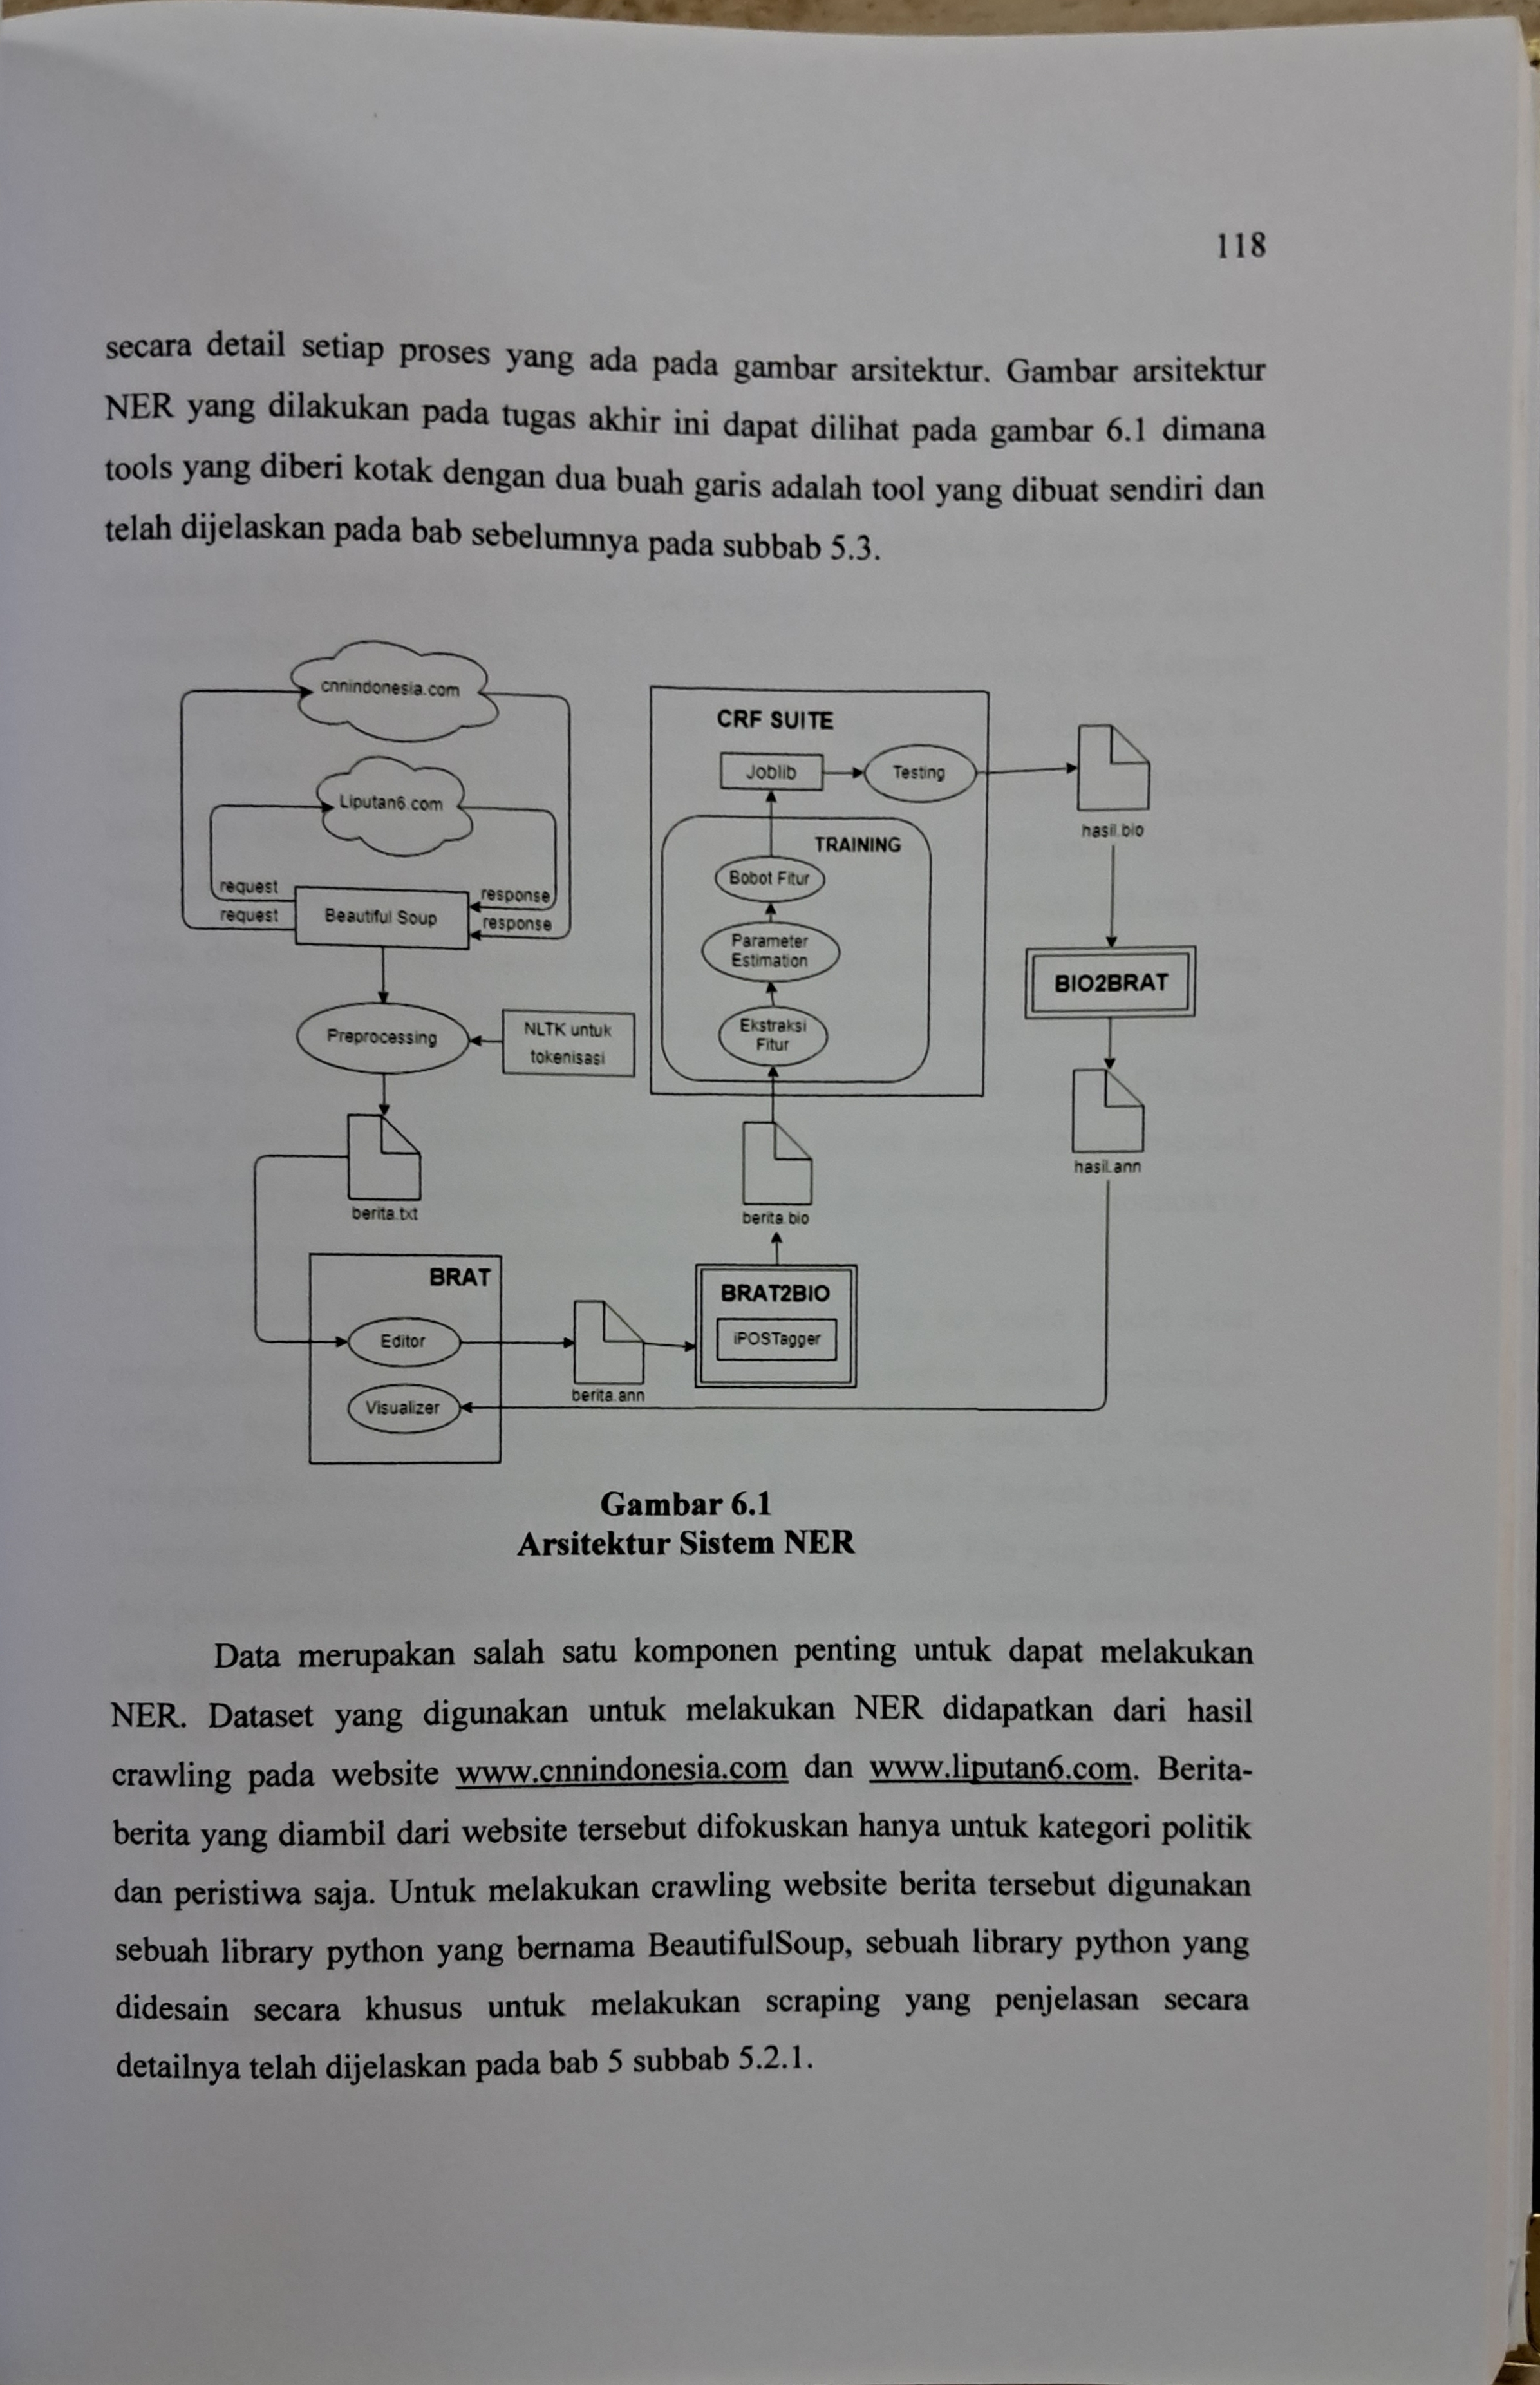 118
secara detail setiap proses yang ada pada gambar arsitektur. Gambar arsitektur
NER yang dilakukan pada tugas akhir ini dapat dilihat pada gambar 6.1 dimana
tools yang diberi kotak dengan dua buah garis adalah tool yang dibuat sendiri dan
telah dijelaskan pada bab sebelumnya pada subbab 5.3.
cnnindonesia.com
Liputan6.com
request
response
request
response
Beautiful Soup
Preprocessing
NLTK untuk
tokenisasi
berita.txt
BRAT
Editor
Visualizer
berita.ann
BRAT2BIO
iPOSTagger
berita.bio
CRF SUITE
Joblib
Testing
TRAINING
Bobot Fitur
Parameter
Estimation
Ekstraksi
Fitur
hasil.bio
BIO2BRAT
hasil.ann
Gambar 6.1
Arsitektur Sistem NER
Data merupakan salah satu komponen penting untuk dapat melakukan
NER. Dataset yang digunakan untuk melakukan NER didapatkan dari hasil
crawling pada website www.cnnindonesia.com dan www.liputan6.com. Berita-
berita yang diambil dari website tersebut difokuskan hanya untuk kategori politik
dan peristiwa saja. Untuk melakukan crawling website berita tersebut digunakan
sebuah library python yang bernama BeautifulSoup, sebuah library python yang
didesain secara khusus untuk melakukan scraping yang penjelasan secara
detailnya telah dijelaskan pada bab 5 subbab 5.2.1.